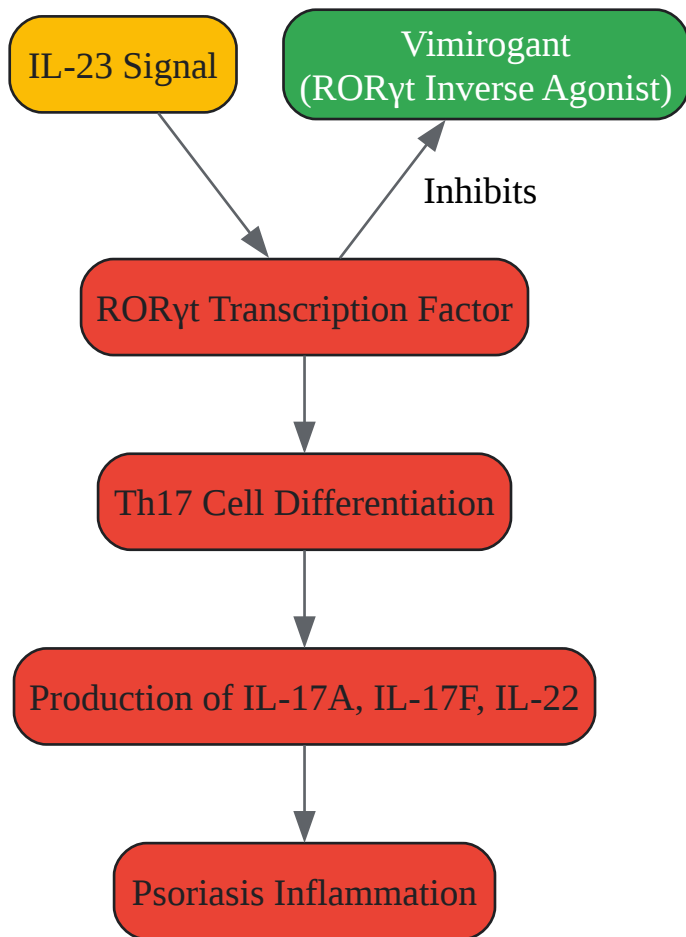 IL-23 Signal
Vimirogant
(RORγt Inverse Agonist)
Inhibits
RORγt Transcription Factor
Th17 Cell Differentiation
Production of IL-17A, IL-17F, IL-22
Psoriasis Inflammation